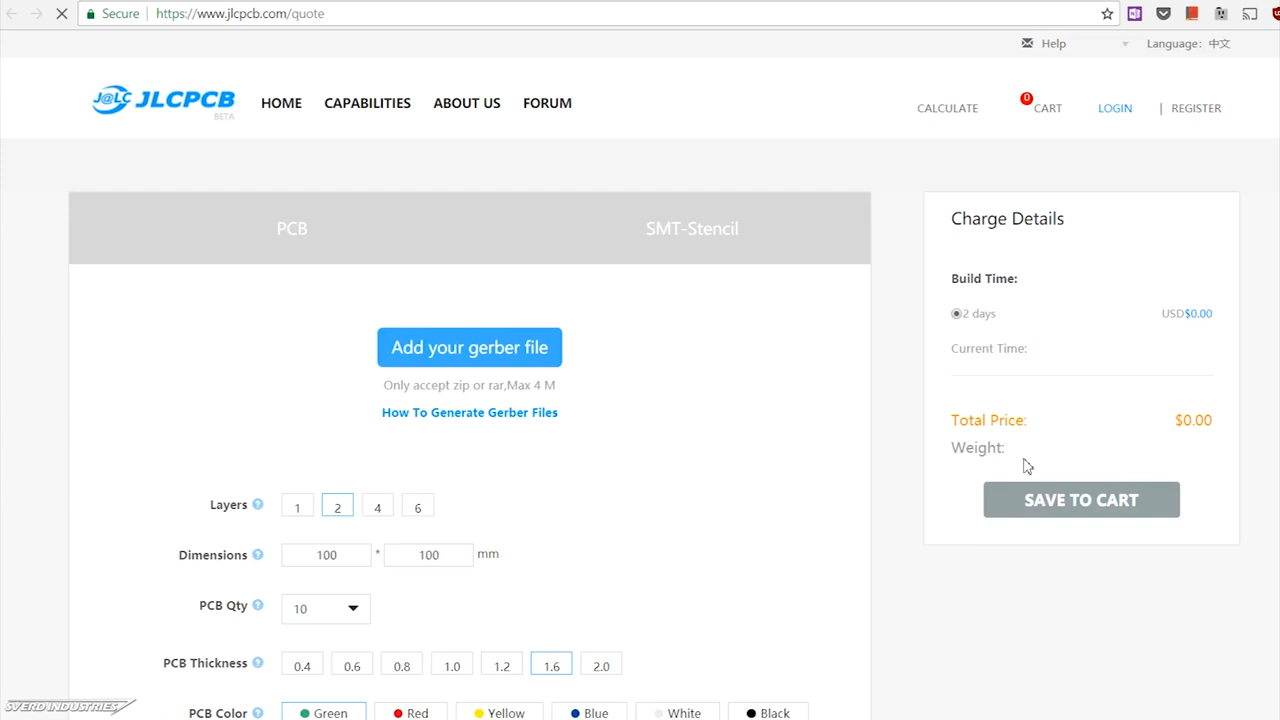 Secure https://www.jlcpcb.com/quote
Help Language: 中文
J@LC JLCPCB HOME CAPABILITIES ABOUT US FORUM
BETA
CALCULATE 0 CART LOGIN | REGISTER
PCB SMT-Stencil
Charge Details
Build Time:
2 days USD$0.00
Current Time:
Add your gerber file
Only accept zip or rar,Max 4 M
How To Generate Gerber Files
Total Price: $0.00
Weight:
SAVE TO CART
Layers ? 1 2 4 6
Dimensions ? 100 * 100 mm
PCB Qty ? 10
PCB Thickness ? 0.4 0.6 0.8 1.0 1.2 1.6 2.0
PCB Color ? Green Red Yellow Blue White Black
SVERD INDUSTRIES